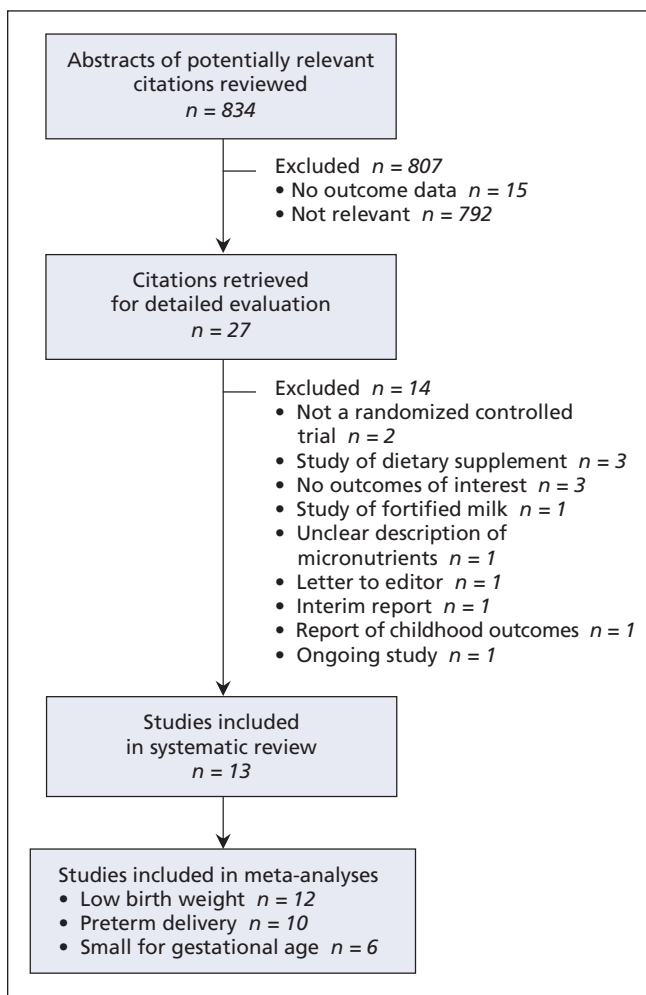 Abstracts of potentially relevant
citations reviewed
n = 834
Excluded n = 807
• No outcome data n = 15
• Not relevant n = 792
Citations retrieved
for detailed evaluation
n = 27
Excluded n = 14
• Not a randomized controlled
trial n = 2
• Study of dietary supplement n = 3
• No outcomes of interest n = 3
• Study of fortified milk n = 1
• Unclear description of
micronutrients n = 1
• Letter to editor n = 1
• Interim report n = 1
• Report of childhood outcomes n = 1
• Ongoing study n = 1
Studies included
in systematic review
n = 13
Studies included in meta-analyses
• Low birth weight n = 12
• Preterm delivery n = 10
• Small for gestational age n = 6